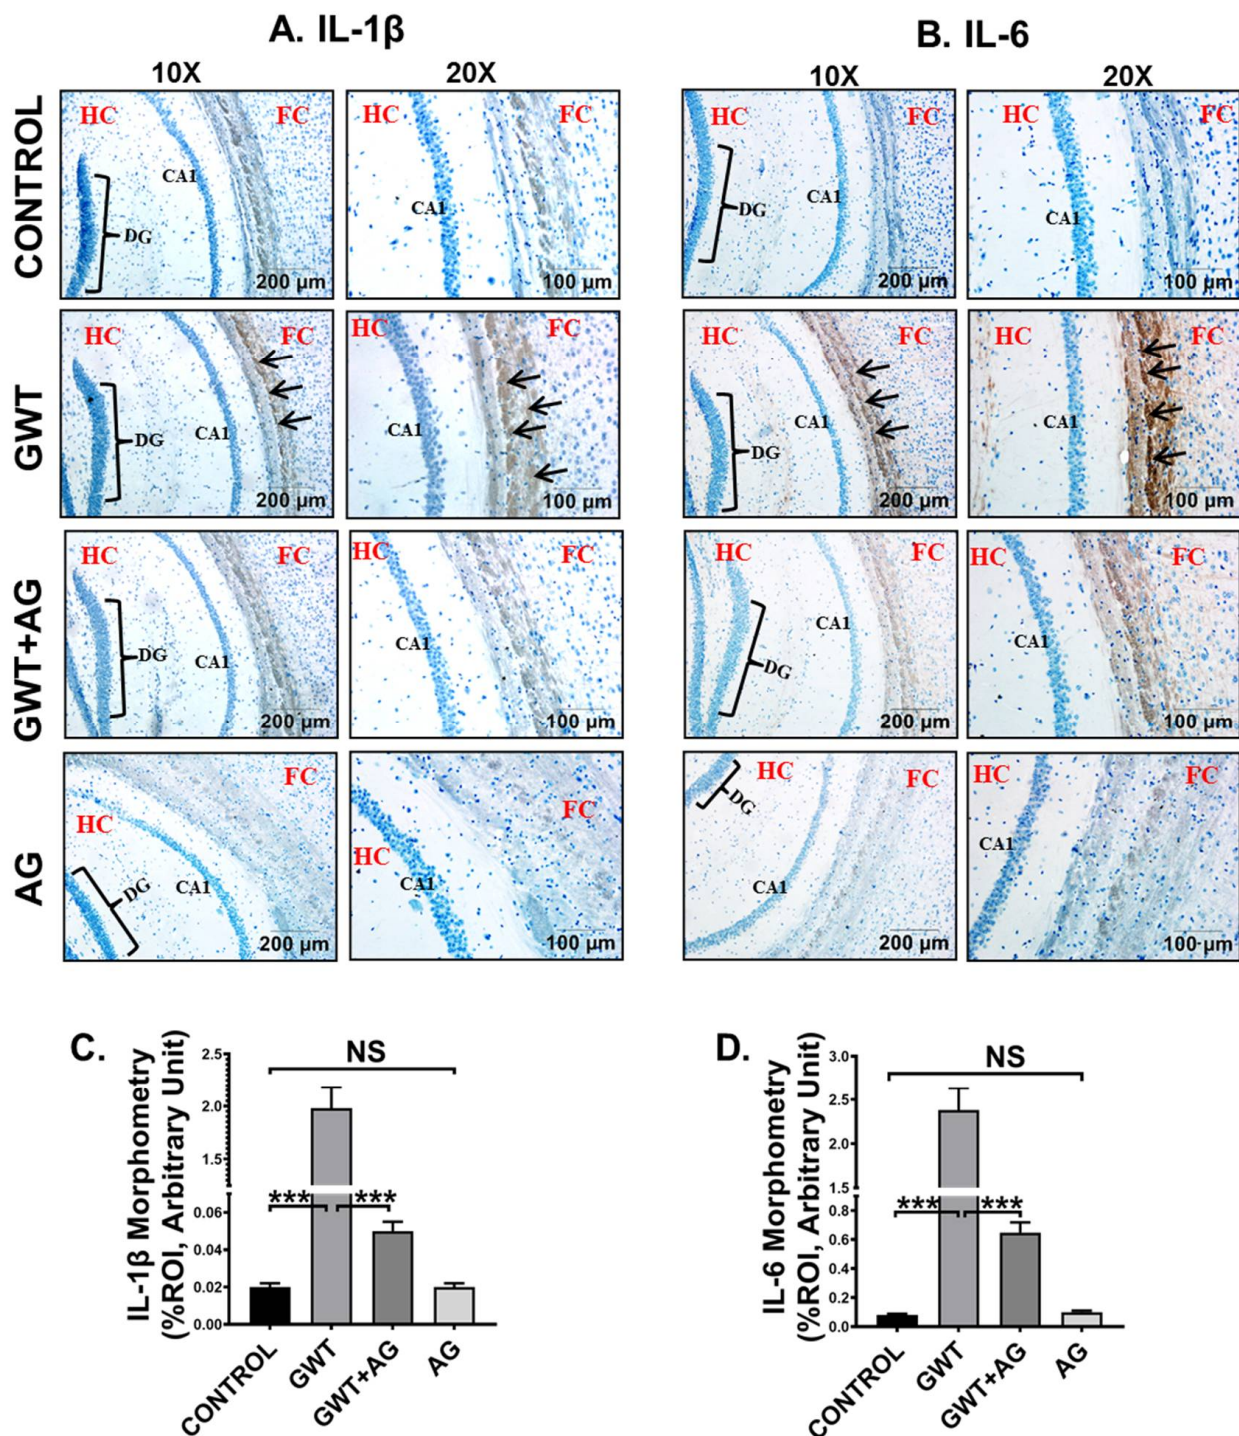 A. IL-1β
B. IL-6
10X
20X
10X
20X
CONTROL
HC
FC
CA1
DG
200 µm
HC
FC
CA1
100 µm
HC
FC
CA1
DG
200 µm
HC
FC
CA1
100 µm
GWT
HC
FC
DG
CA1
200 µm
HC
FC
CA1
100 µm
HC
FC
DG
CA1
200 µm
HC
FC
CA1
100 µm
GWT+AG
HC
FC
DG
CA1
200 µm
HC
FC
CA1
100 µm
HC
FC
CA1
DG
200 µm
HC
FC
CA1
100 µm
AG
FC
HC
DG
CA1
200 µm
FC
HC
CA1
100 µm
HC
FC
DG
CA1
200 µm
HC
FC
CA1
100 µm
C.
IL-1β Morphometry
(%ROI, Arbitrary Unit)
2.5
2.0
1.5
0.06
0.04
0.02
0.00
NS
*** ***
CONTROL
GWT
GWT+AG
AG
D.
IL-6 Morphometry
(%ROI, Arbitrary Unit)
3.0
2.5
2.0
1.5
0.8
0.6
0.4
0.2
0.0
NS
*** ***
CONTROL
GWT
GWT+AG
AG